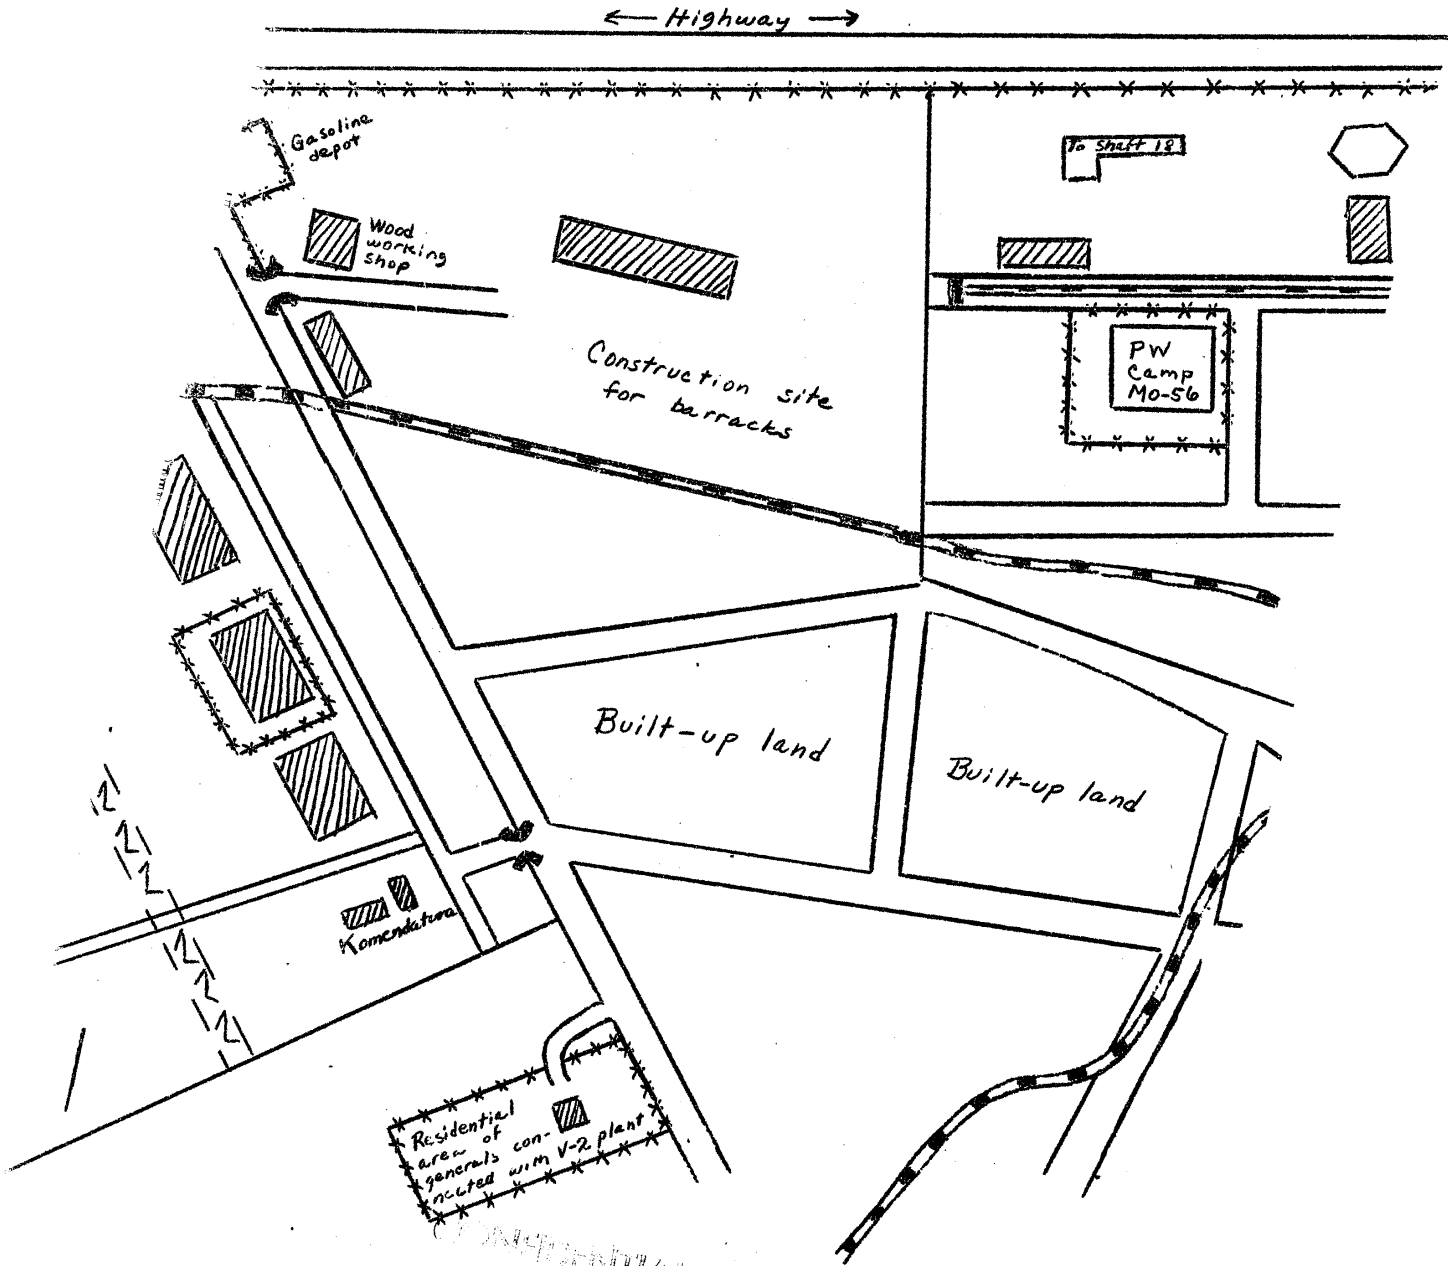 Highway
Gasoline
depot
To Shaft 18
Wood
working
shop
Construction site
for barracks
PW
Camp
MO-56
Built-up land
Built-up land
Komendatura
Residential
area of
generals con-
nected with V-2 plant